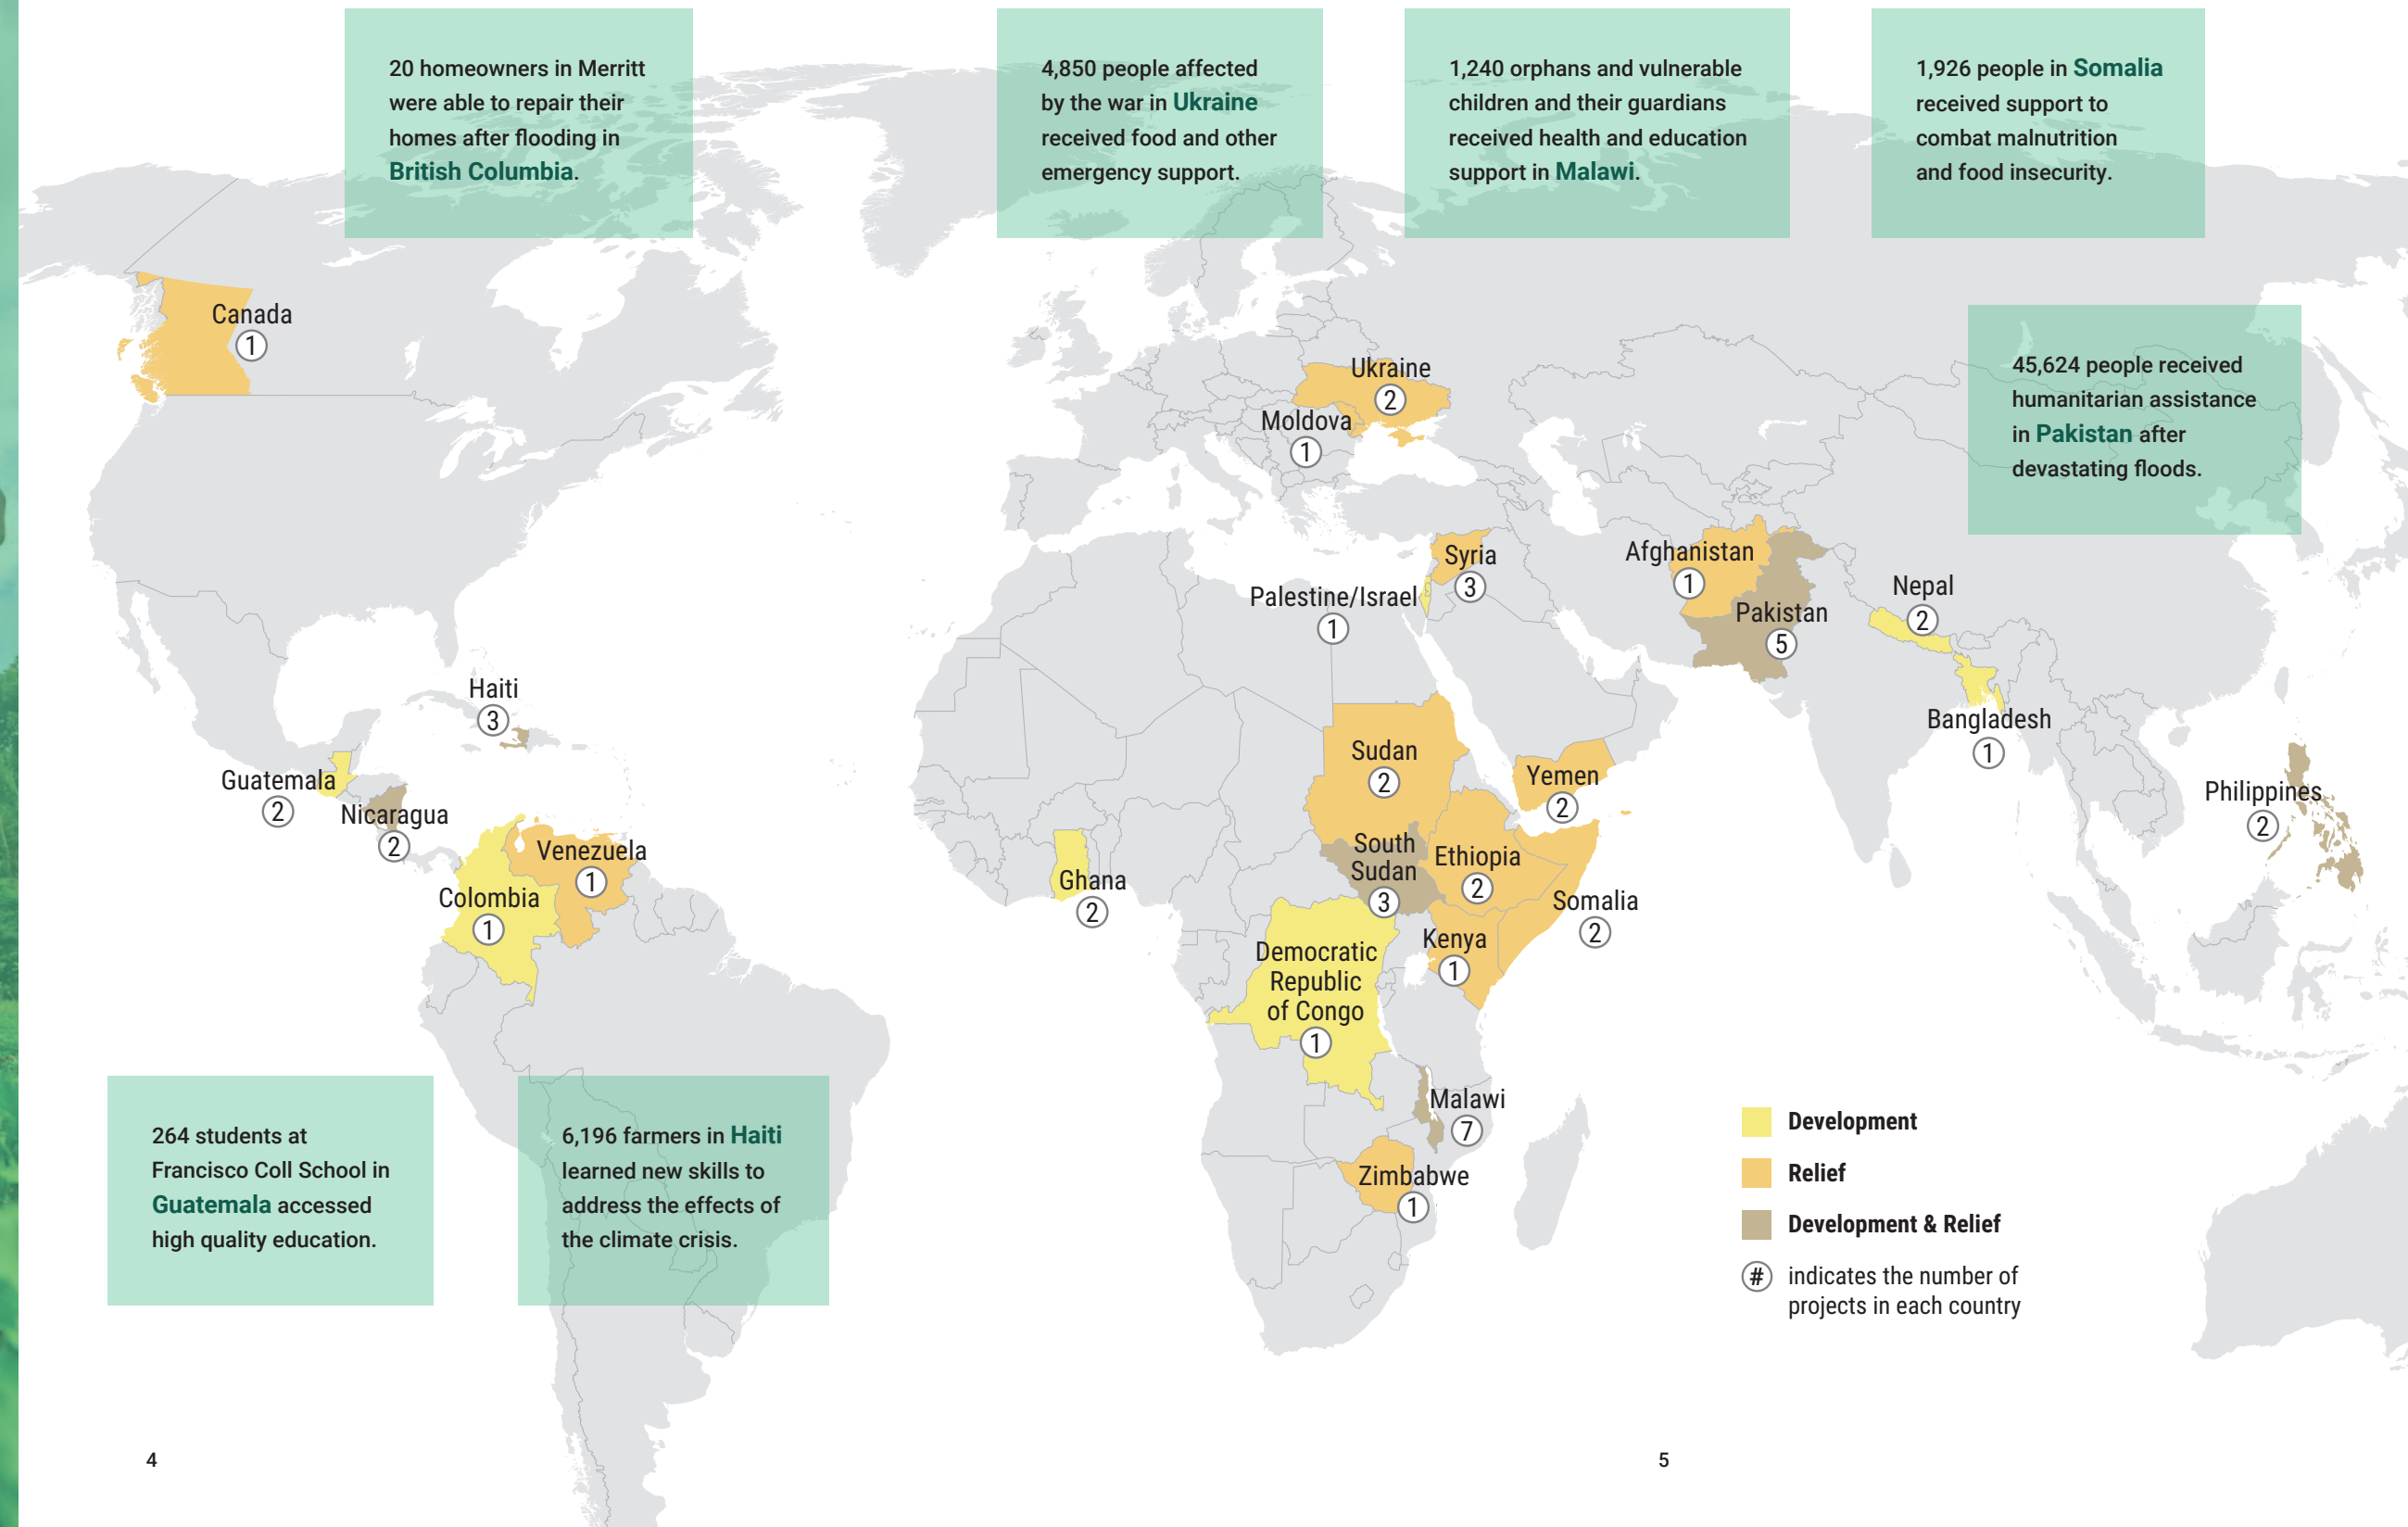 20 homeowners in Merritt
were able to repair their
homes after flooding in
British Columbia.
4,850 people affected
by the war in Ukraine
received food and other
emergency support.
1,240 orphans and vulnerable
children and their guardians
received health and education
support in Malawi.
1,926 people in Somalia
received support to
combat malnutrition
and food insecurity.
45,624 people received
humanitarian assistance
in Pakistan after
devastating floods.
Canada
1
Ukraine
2
Moldova
1
Syria
3
Palestine/Israel
1
Afghanistan
1
Pakistan
5
Nepal
2
Bangladesh
1
Philippines
2
Haiti
3
Guatemala
2
Nicaragua
2
Venezuela
1
Colombia
1
Ghana
2
Sudan
2
Yemen
2
South
Sudan
3
Ethiopia
2
Somalia
2
Kenya
1
Democratic
Republic
of Congo
1
Malawi
7
Zimbabwe
1
264 students at
Francisco Coll School in
Guatemala accessed
high quality education.
6,196 farmers in Haiti
learned new skills to
address the effects of
the climate crisis.
Development
Relief
Development & Relief
# indicates the number of
projects in each country
4
5